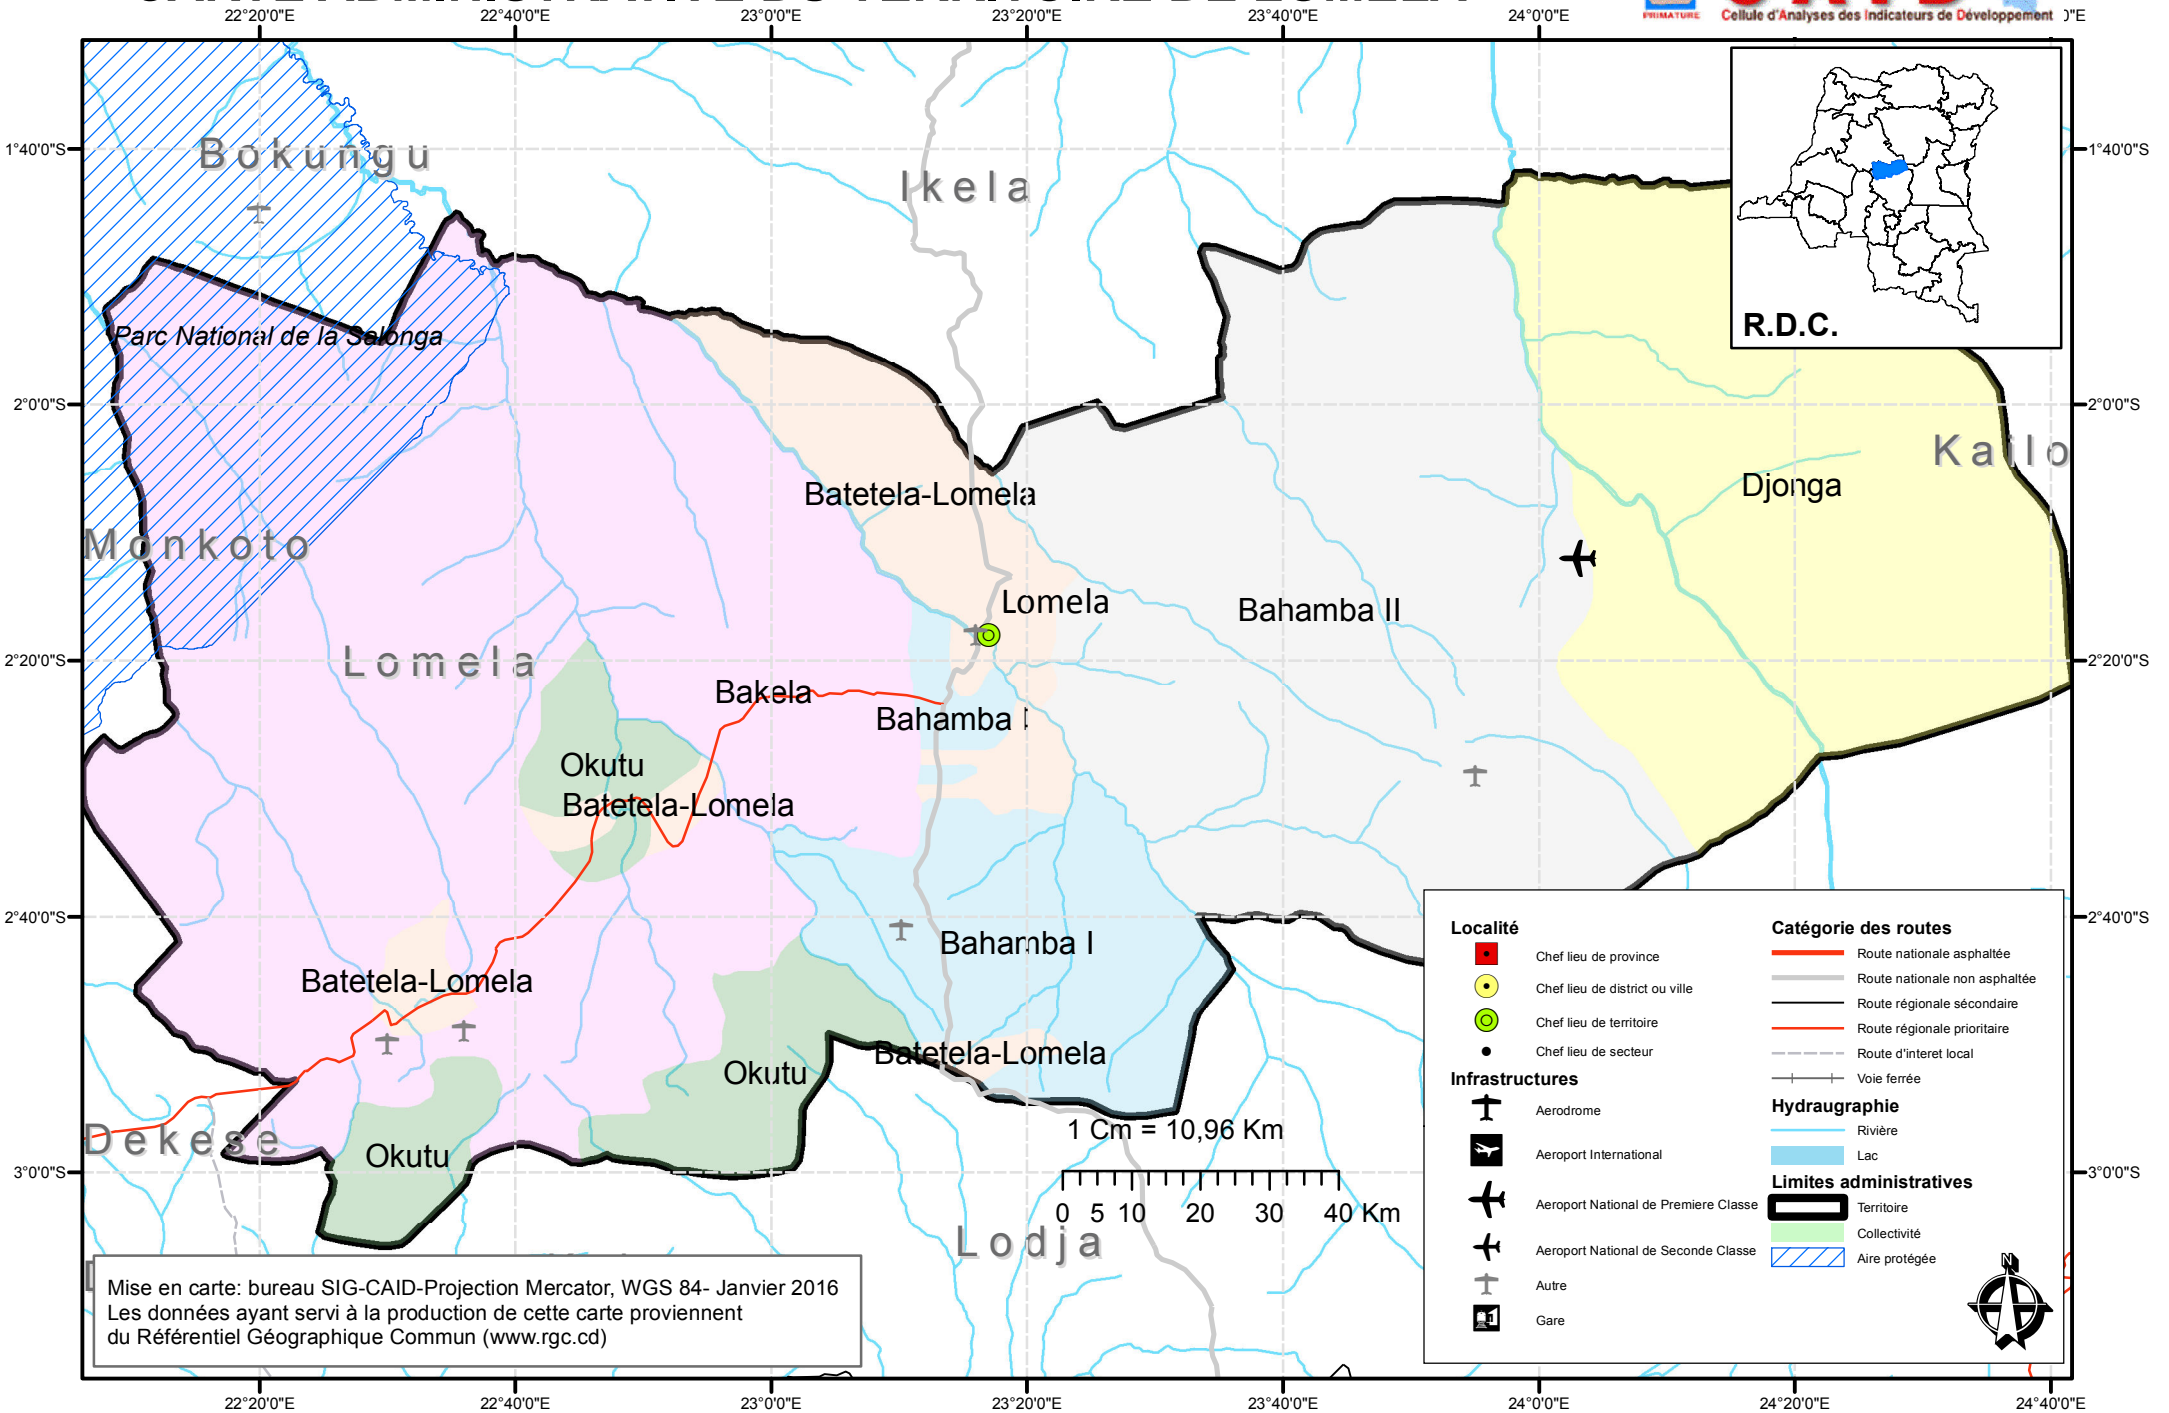 CARTE ADMINISTRATIVE DU TERRITOIRE DE LOMELA
PRIMATURE
CAID
Cellule d'Analyses des Indicateurs de Développement
22°20'0"E 22°40'0"E 23°0'0"E 23°20'0"E 23°40'0"E 24°0'0"E 0"E
1°40'0"S 1°40'0"S
Bokungu
Ikela
R.D.C.
Parc National de la Salonga
2°0'0"S 2°0'0"S
Kailo
Batetela-Lomela
Djonga
Monkoto
Lomela
Bahamba II
2°20'0"S 2°20'0"S
Lomela
Bakela
Bahamba I
Okutu
Batetela-Lomela
2°40'0"S 2°40'0"S
Bahamba I
Batetela-Lomela
Batetela-Lomela
Okutu
Dekese
Okutu
3°0'0"S 3°0'0"S
1 Cm = 10,96 Km
0 5 10 20 30 40 Km
Lodja
Localité
Chef lieu de province
Chef lieu de district ou ville
Chef lieu de territoire
Chef lieu de secteur
Infrastructures
Aerodrome
Aeroport International
Aeroport National de Premiere Classe
Aeroport National de Seconde Classe
Autre
Gare
Catégorie des routes
Route nationale asphaltée
Route nationale non asphaltée
Route régionale sécondaire
Route régionale prioritaire
Route d'interet local
Voie ferrée
Hydraugraphie
Rivière
Lac
Limites administratives
Territoire
Collectivité
Aire protégée
N
Mise en carte: bureau SIG-CAID-Projection Mercator, WGS 84- Janvier 2016
Les données ayant servi à la production de cette carte proviennent
du Référentiel Géographique Commun (www.rgc.cd)
22°20'0"E 22°40'0"E 23°0'0"E 23°20'0"E 23°40'0"E 24°0'0"E 24°20'0"E 24°40'0"E